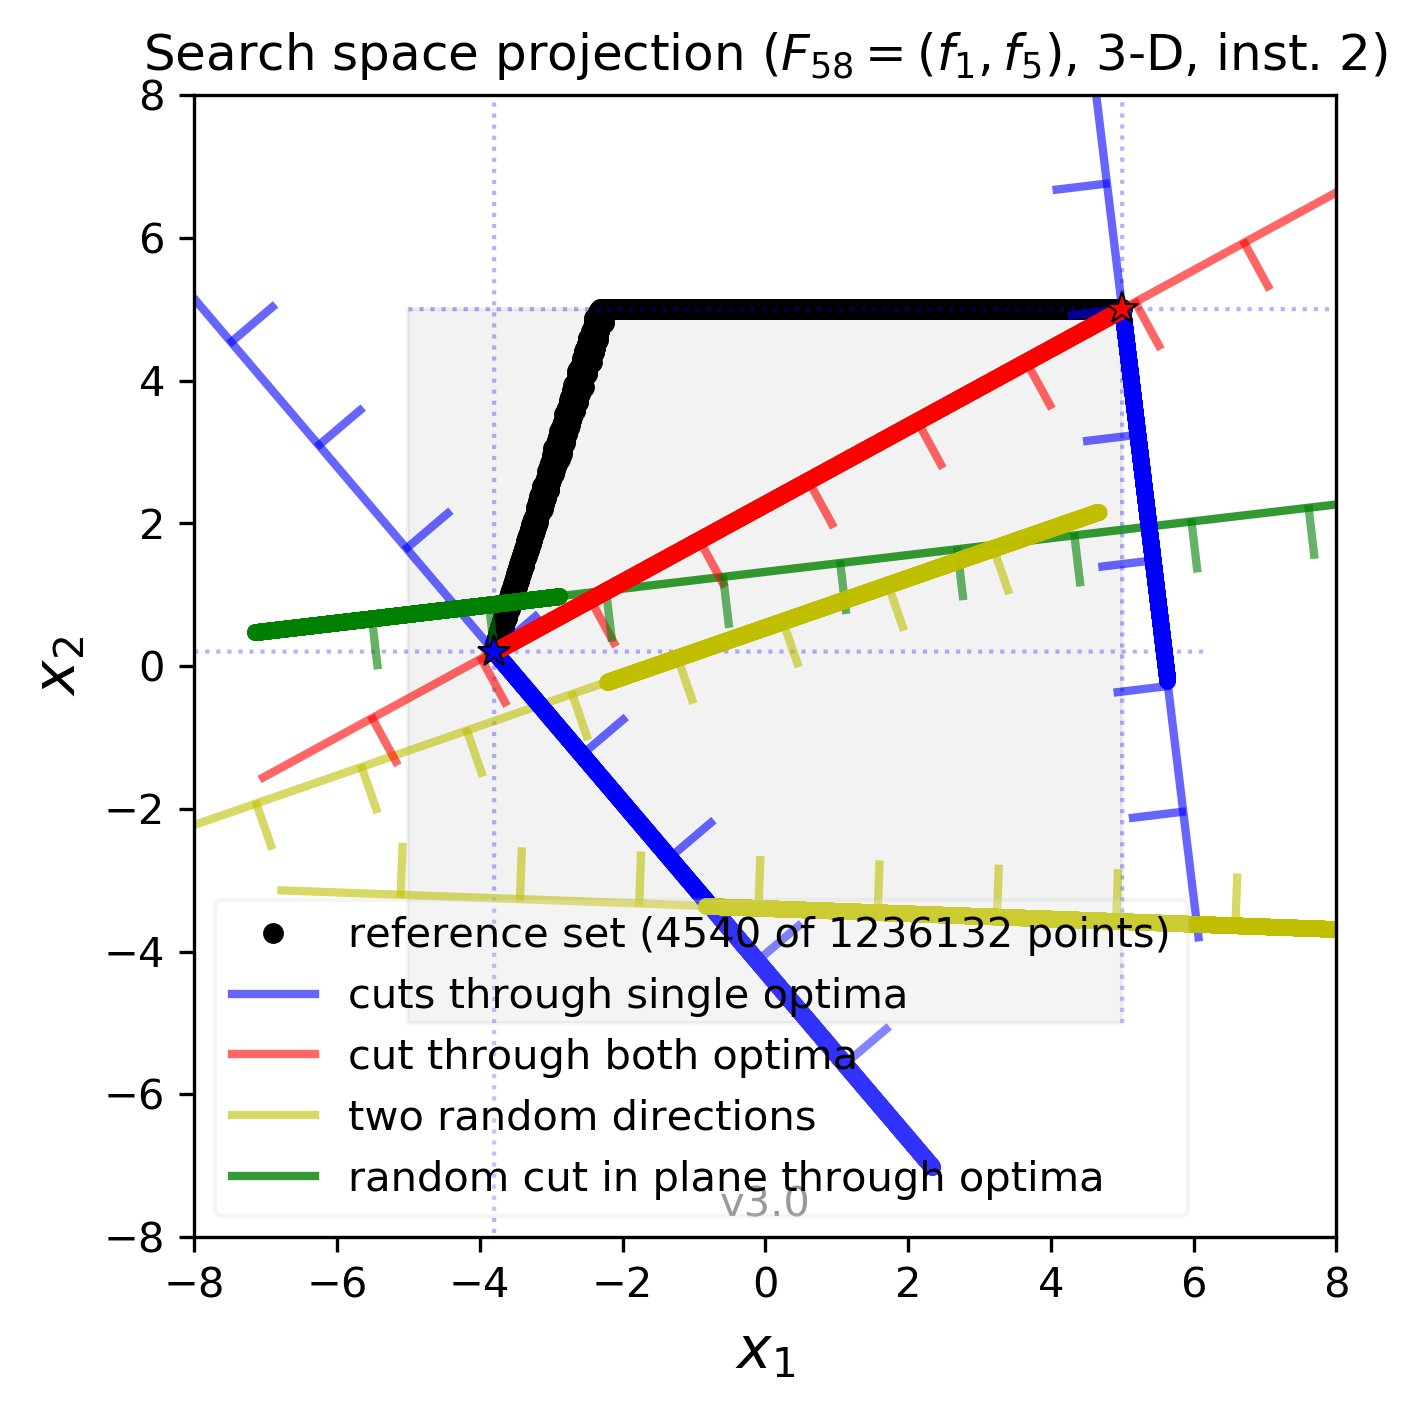 Search space projection (F₅₈ = (f₁, f₅), 3-D, inst. 2)
8
6
4
2
0
−2
−4
−6
−8
x₂
reference set (4540 of 1236132 points)
cuts through single optima
cut through both optima
two random directions
random cut in plane through optima
v3.0
−8 −6 −4 −2 0 2 4 6 8
x₁